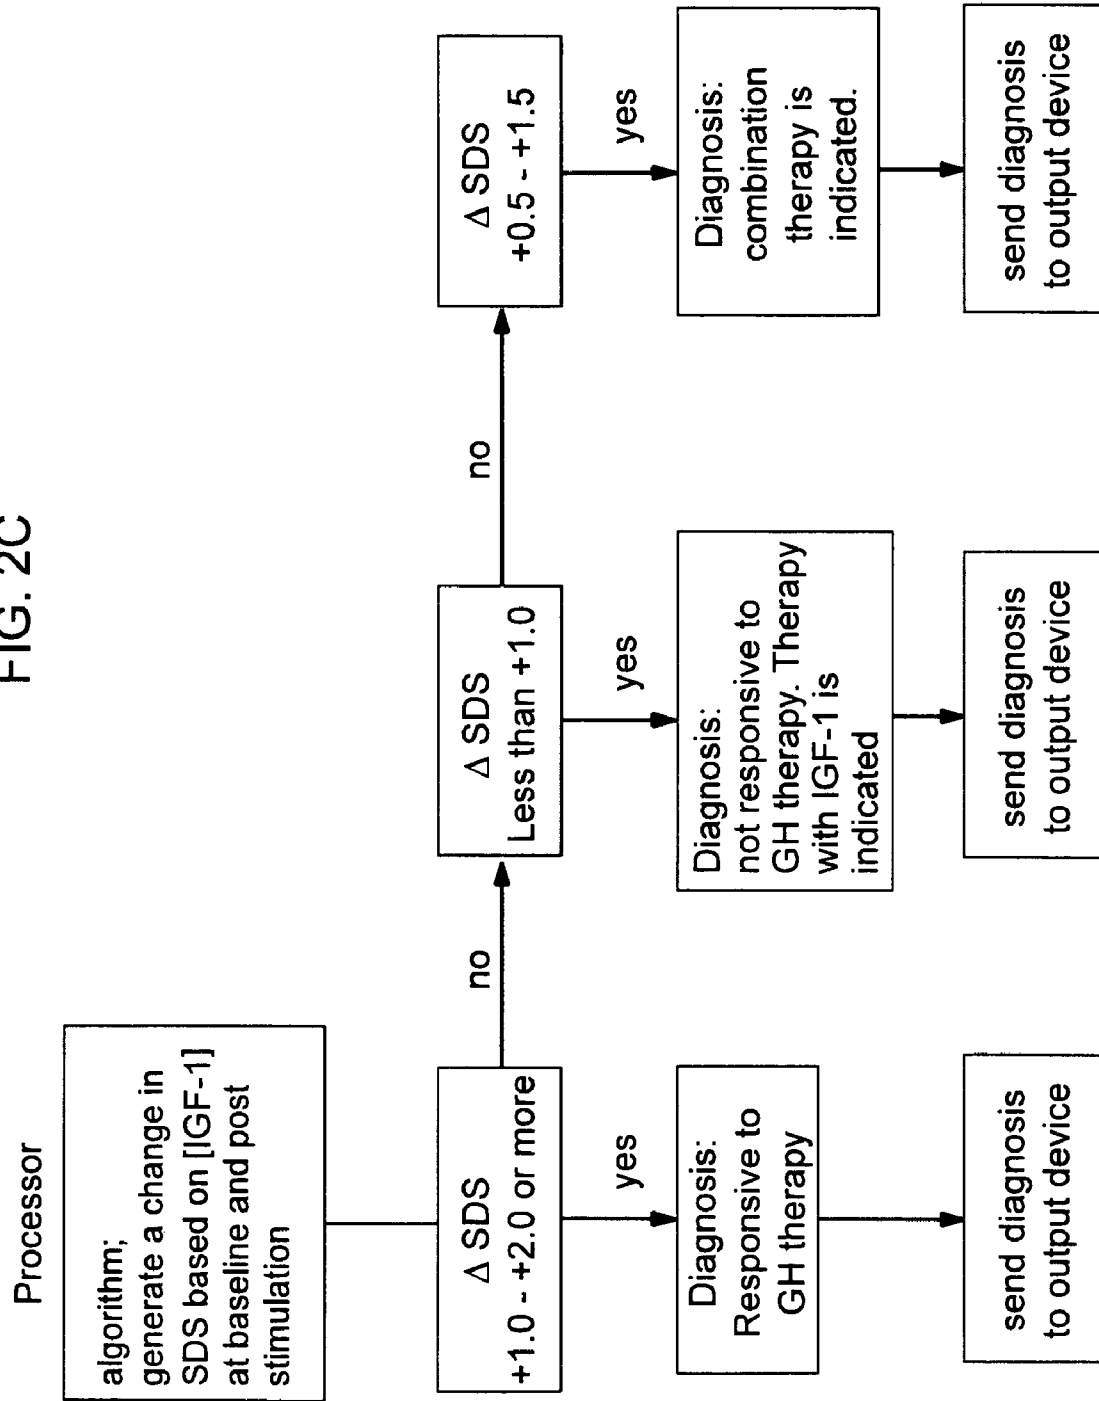 FIG. 2C
Processor
algorithm;
generate a change in
SDS based on [IGF-1]
at baseline and post
stimulation
Δ SDS
+1.0 - +2.0 or more
no
Δ SDS
Less than +1.0
no
Δ SDS
+0.5 - +1.5
yes
yes
yes
Diagnosis:
Responsive to
GH therapy
Diagnosis:
not responsive to
GH therapy. Therapy
with IGF-1 is
indicated
Diagnosis:
combination
therapy is
indicated.
send diagnosis
to output device
send diagnosis
to output device
send diagnosis
to output device